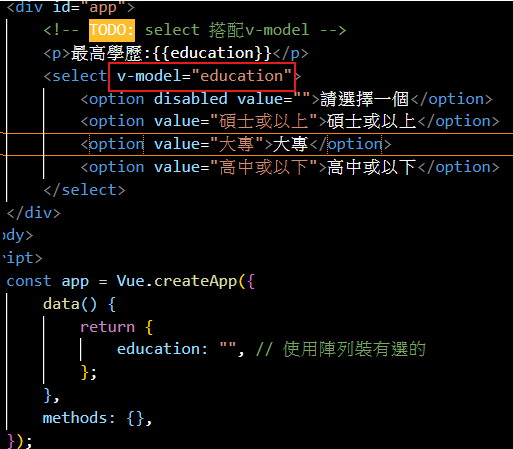 <div id="app">
<!-- TODO: select 搭配v-model -->
<p>最高學歷:{{education}}</p>
<select v-model="education">
<option disabled value="">請選擇一個</option>
<option value="碩士或以上">碩士或以上</option>
<option value="大專">大專</option>
<option value="高中或以下">高中或以下</option>
</select>
</div>
ody>
ript>
const app = Vue.createApp({
data() {
return {
education: "", // 使用陣列裝有選的
};
},
methods: {},
});